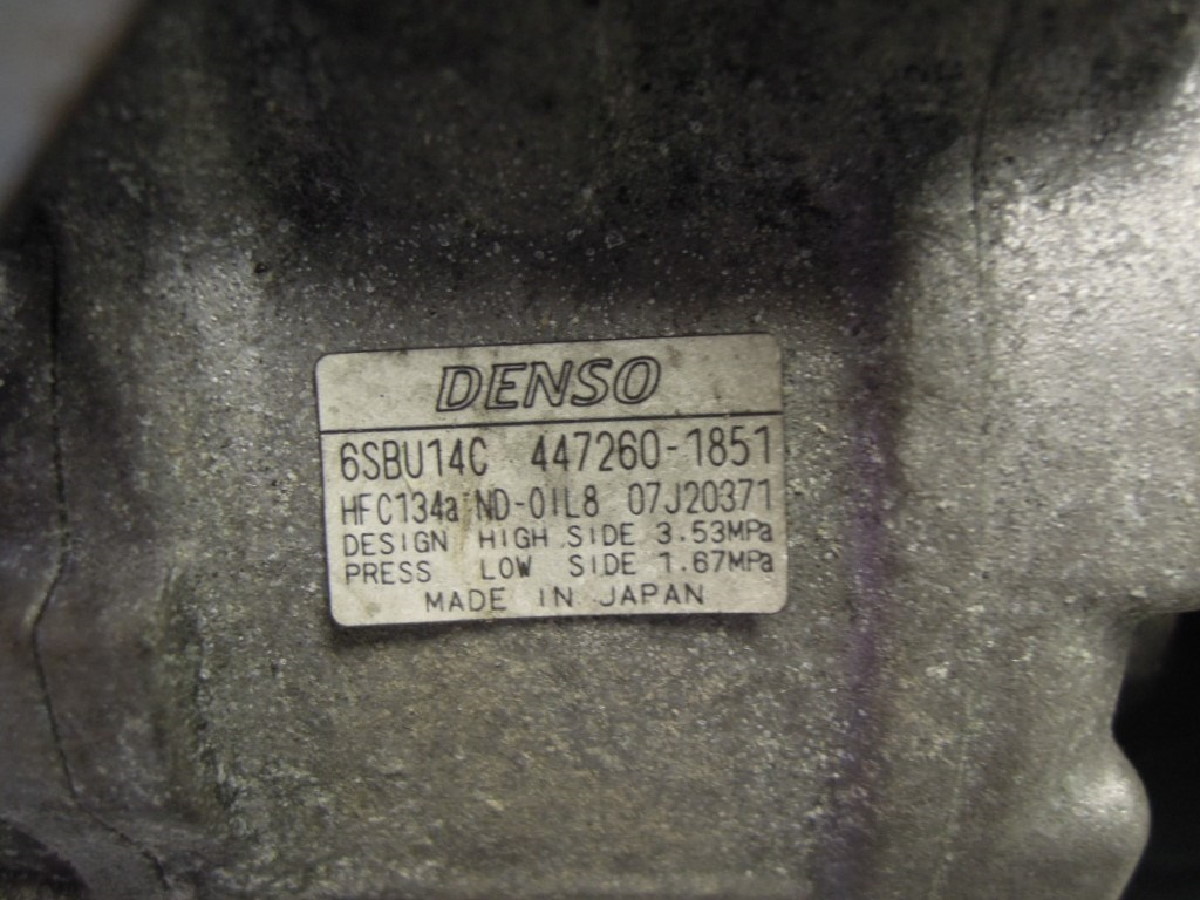 DENSO
6SBU14C 447260-1851
HFC134a ND-OIL8 07J20371
DESIGN HIGH SIDE 3.53MPa
PRESS LOW SIDE 1.67MPa
MADE IN JAPAN